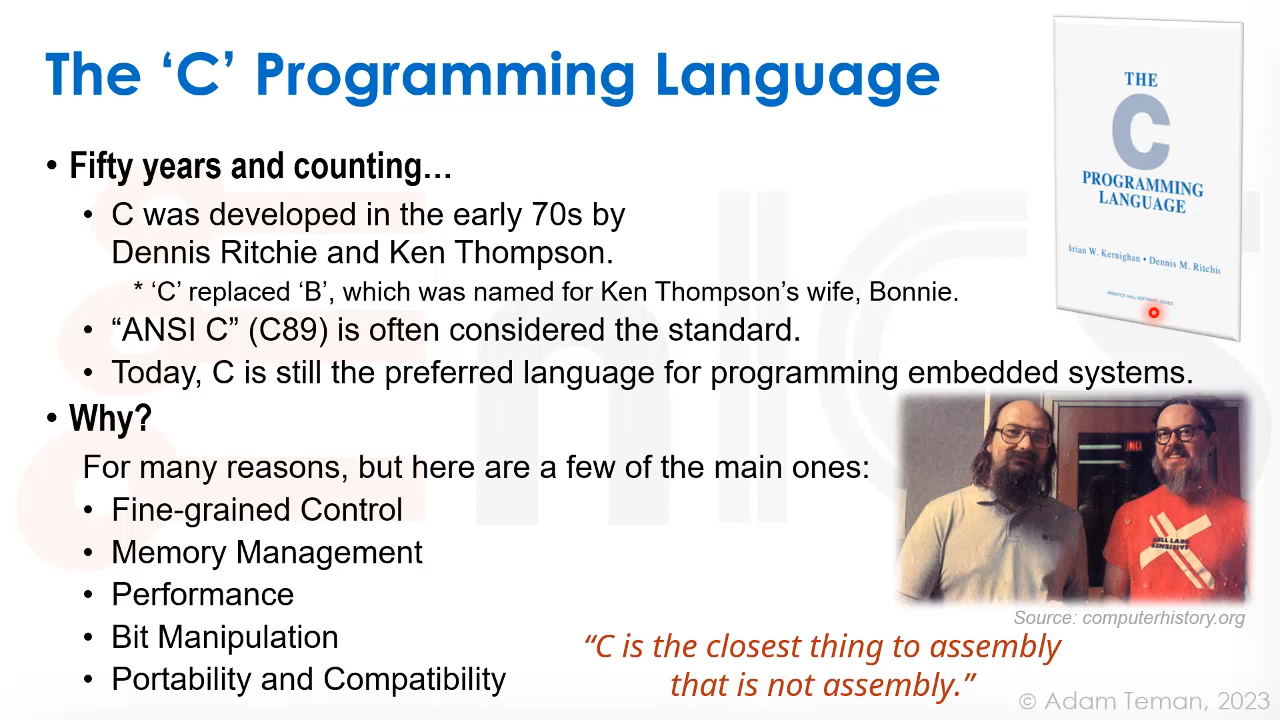 The ‘C’ Programming Language
• Fifty years and counting…
• C was developed in the early 70s by
Dennis Ritchie and Ken Thompson.
* ‘C’ replaced ‘B’, which was named for Ken Thompson’s wife, Bonnie.
• “ANSI C” (C89) is often considered the standard.
• Today, C is still the preferred language for programming embedded systems.
• Why?
For many reasons, but here are a few of the main ones:
• Fine-grained Control
• Memory Management
• Performance
• Bit Manipulation
• Portability and Compatibility
THE
C
PROGRAMMING
LANGUAGE
Brian W. Kernighan • Dennis M. Ritchie
PRENTICE HALL SOFTWARE SERIES
Source: computerhistory.org
“C is the closest thing to assembly
that is not assembly.”
© Adam Teman, 2023